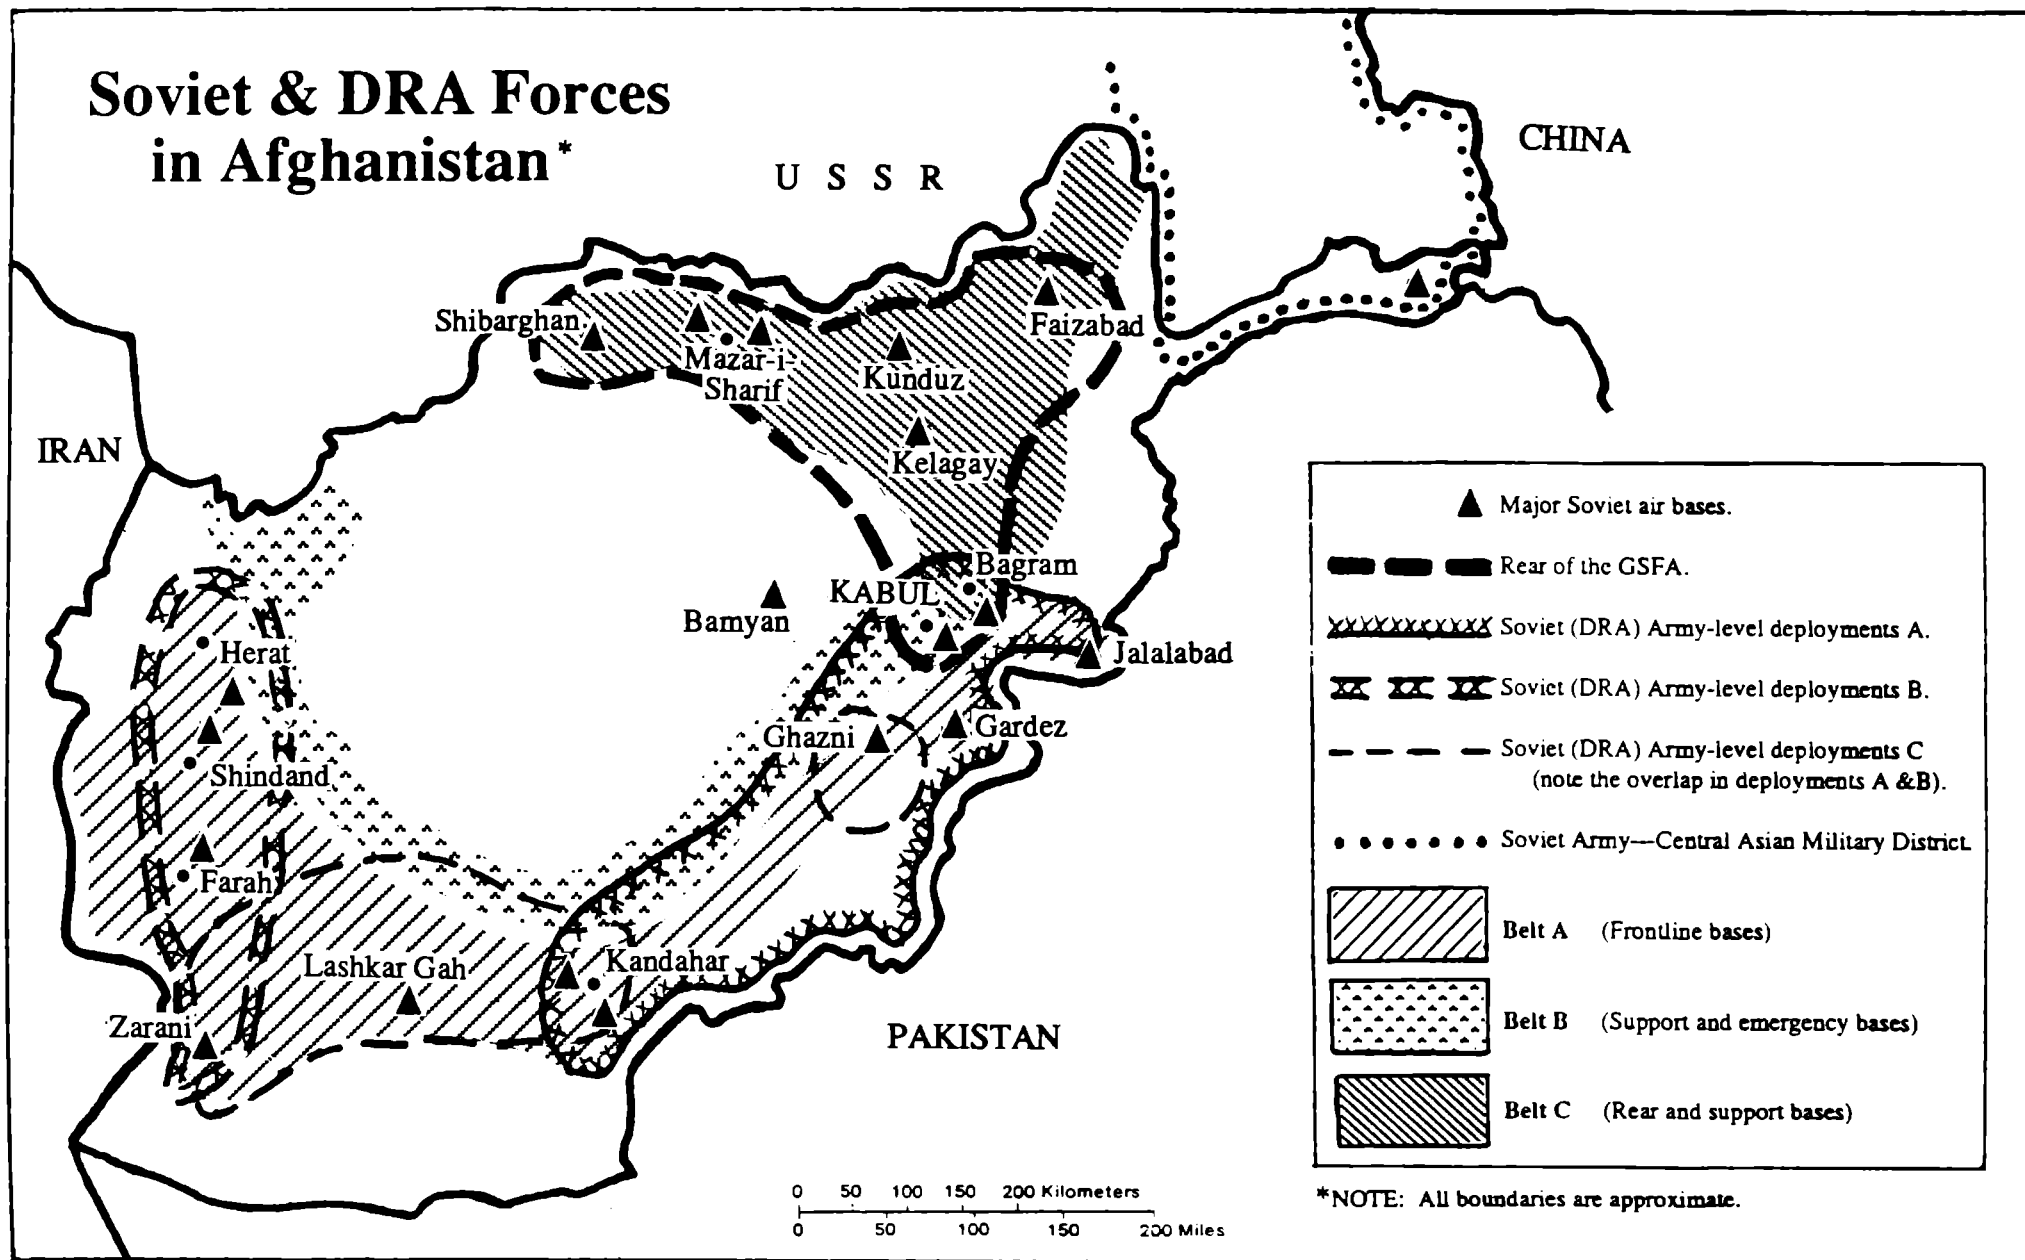 Soviet & DRA Forces
in Afghanistan*
U S S R
CHINA
IRAN
PAKISTAN
Shibarghan
Mazar-i-
Sharif
Kunduz
Faizabad
Kelagay
Bagram
KABUL
Bamyan
Jalalabad
Herat
Ghazni
Gardez
Shindand
Farah
Lashkar Gah
Kandahar
Zarani
Major Soviet air bases.
Rear of the GSFA.
Soviet (DRA) Army-level deployments A.
Soviet (DRA) Army-level deployments B.
Soviet (DRA) Army-level deployments C
(note the overlap in deployments A &B).
Soviet Army—Central Asian Military District.
Belt A (Frontline bases)
Belt B (Support and emergency bases)
Belt C (Rear and support bases)
0 50 100 150 200 Kilometers
0 50 100 150 200 Miles
*NOTE: All boundaries are approximate.